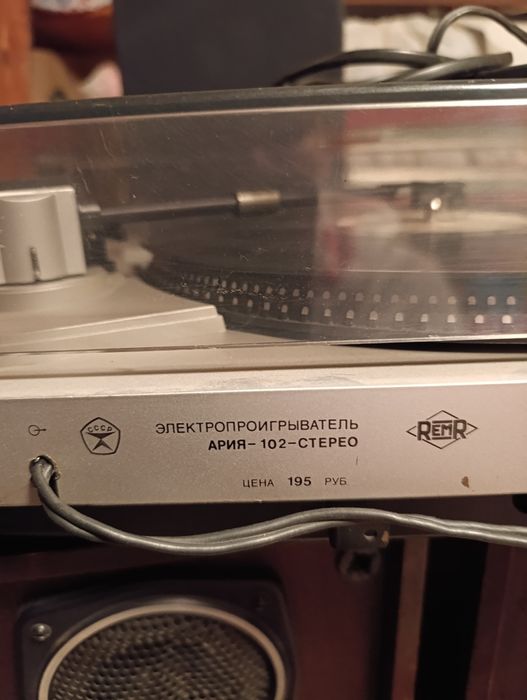 СССР
ЭЛЕКТРОПРОИГРЫВАТЕЛЬ
АРИЯ-102-СТЕРЕО
REMR
ЦЕНА 195 РУБ